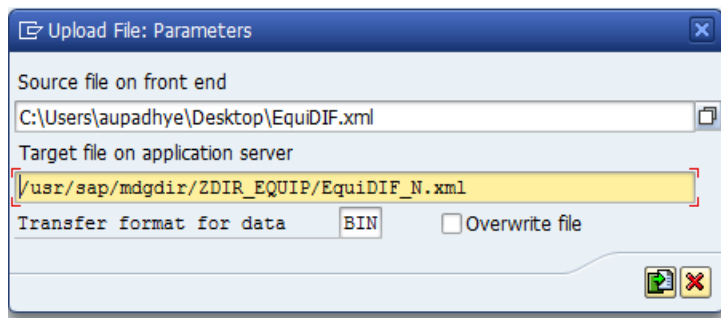 Upload File: Parameters
Source file on front end
C:\Users\aupadhye\Desktop\EquiDIF.xml
Target file on application server
/usr/sap/mdgdir/ZDIR_EQUIP/EquiDIF_N.xml
Transfer format for data BIN Overwrite file